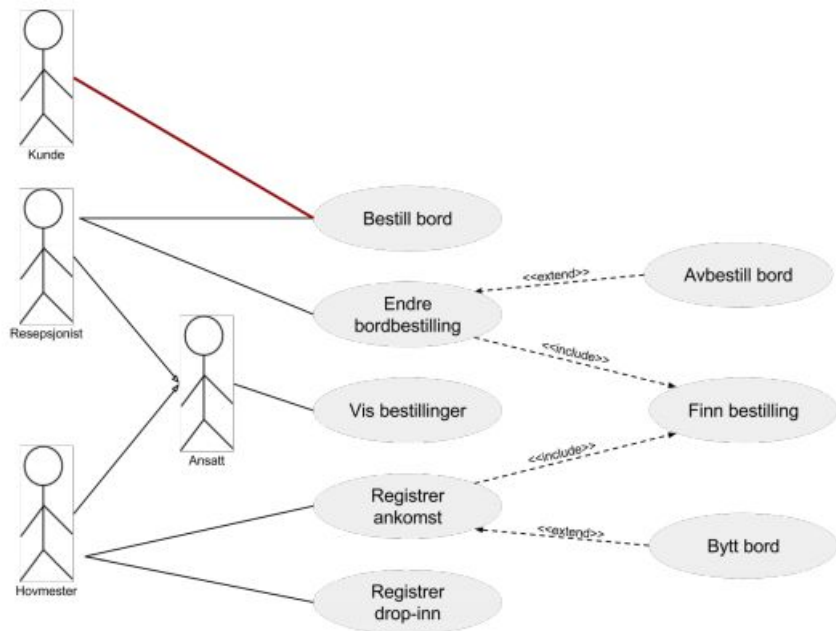 Kunde
Bestill bord
Resepsjonist
<<extend>>
Avbestill bord
Endre
bordbestilling
<<include>>
Ansatt
Vis bestillinger
Finn bestilling
<<include>>
Registrer
ankomst
<<extend>>
Bytt bord
Hovmester
Registrer
drop-inn